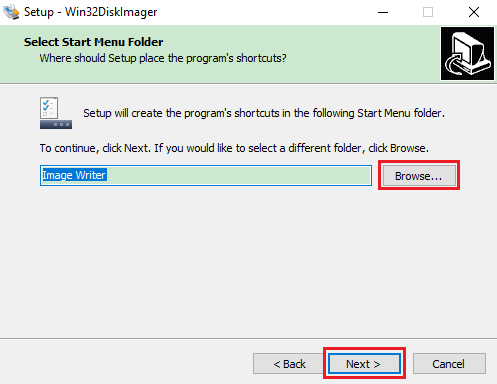 Setup - Win32DiskImager
Select Start Menu Folder
Where should Setup place the program's shortcuts?
Setup will create the program's shortcuts in the following Start Menu folder.
To continue, click Next. If you would like to select a different folder, click Browse.
Image Writer
Browse...
< Back
Next >
Cancel